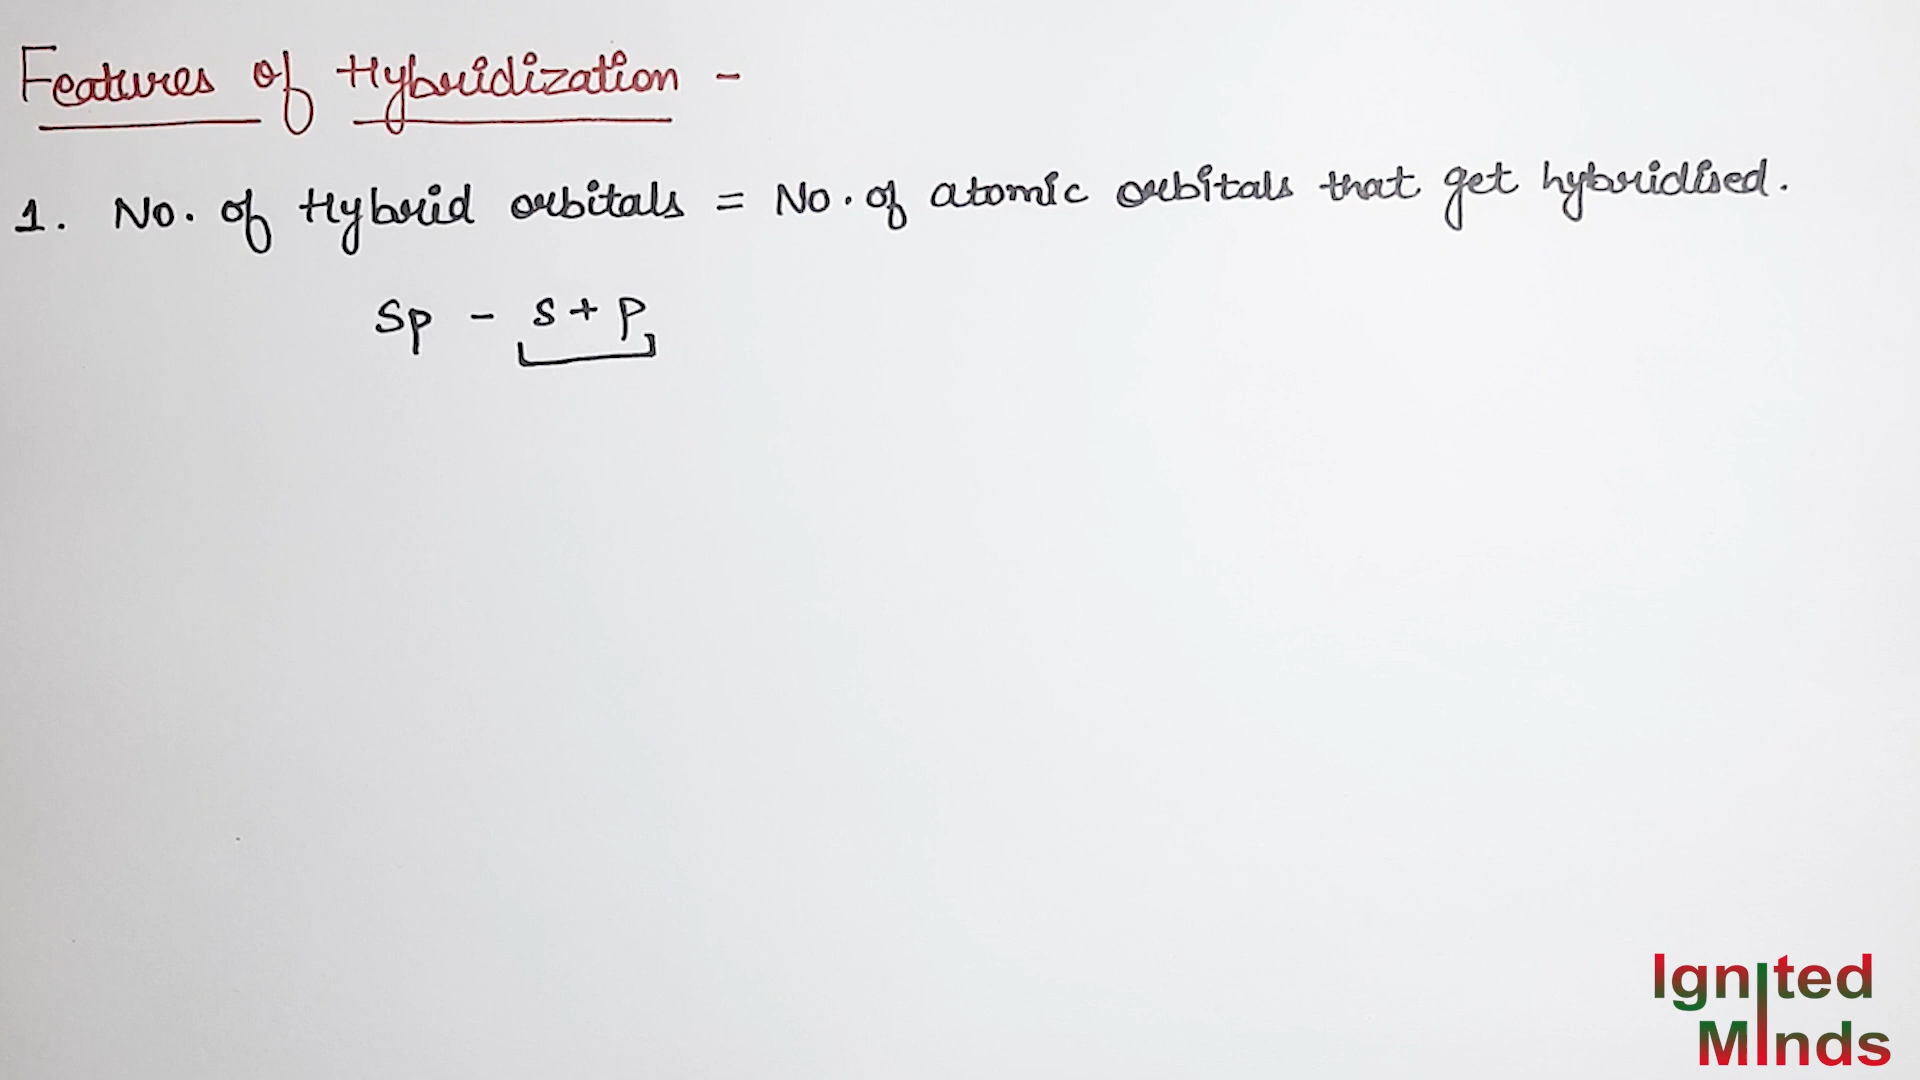 Features of Hybridization -
1. No. of Hybrid orbitals = No. of atomic orbitals that get hybridised.
Sp - s + p
Ignited
Minds